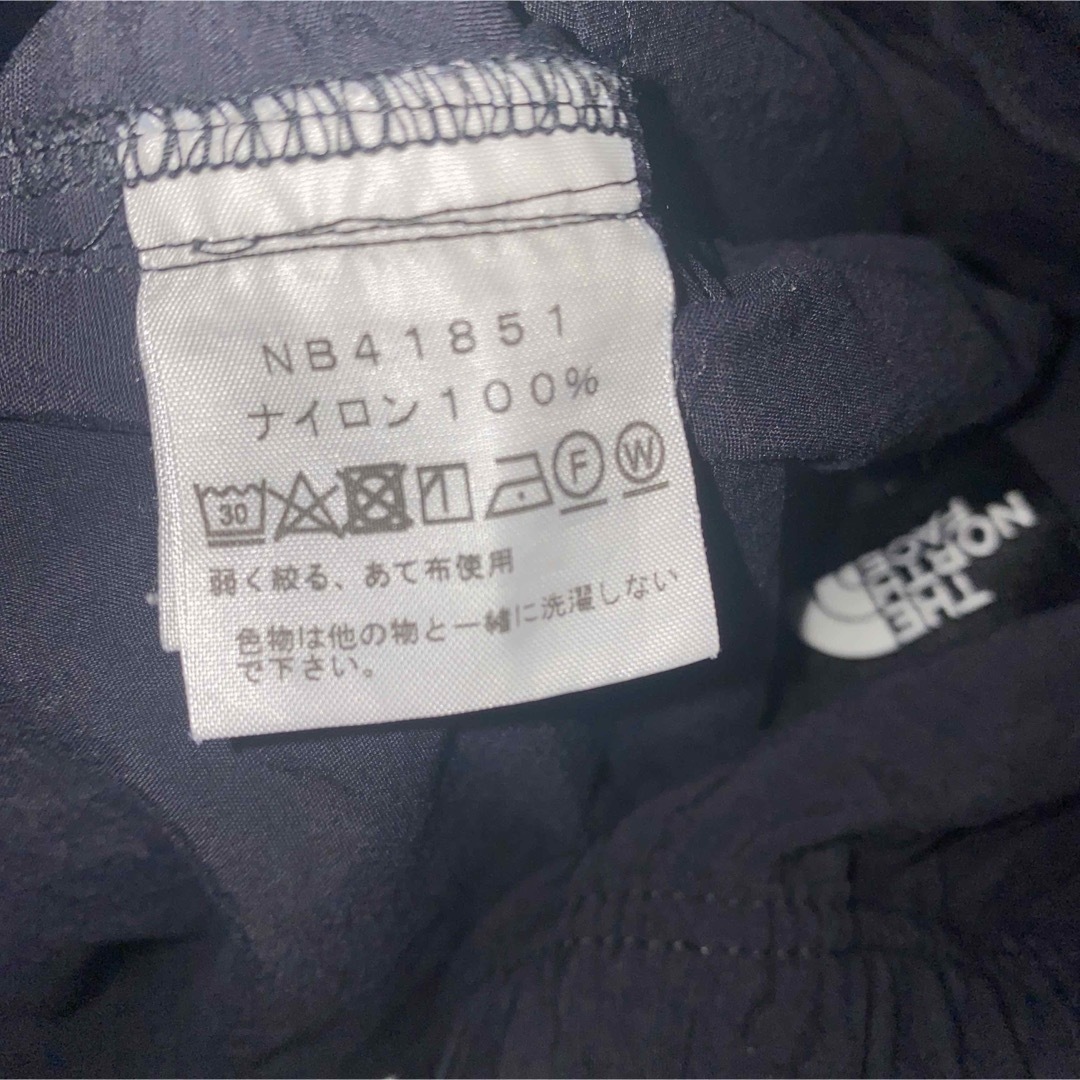 NB41851
ナイロン100%
30 F W
弱く絞る、あて布使用
色物は他の物と一緒に洗濯しない
で下さい。
THE
NORTH
FACE